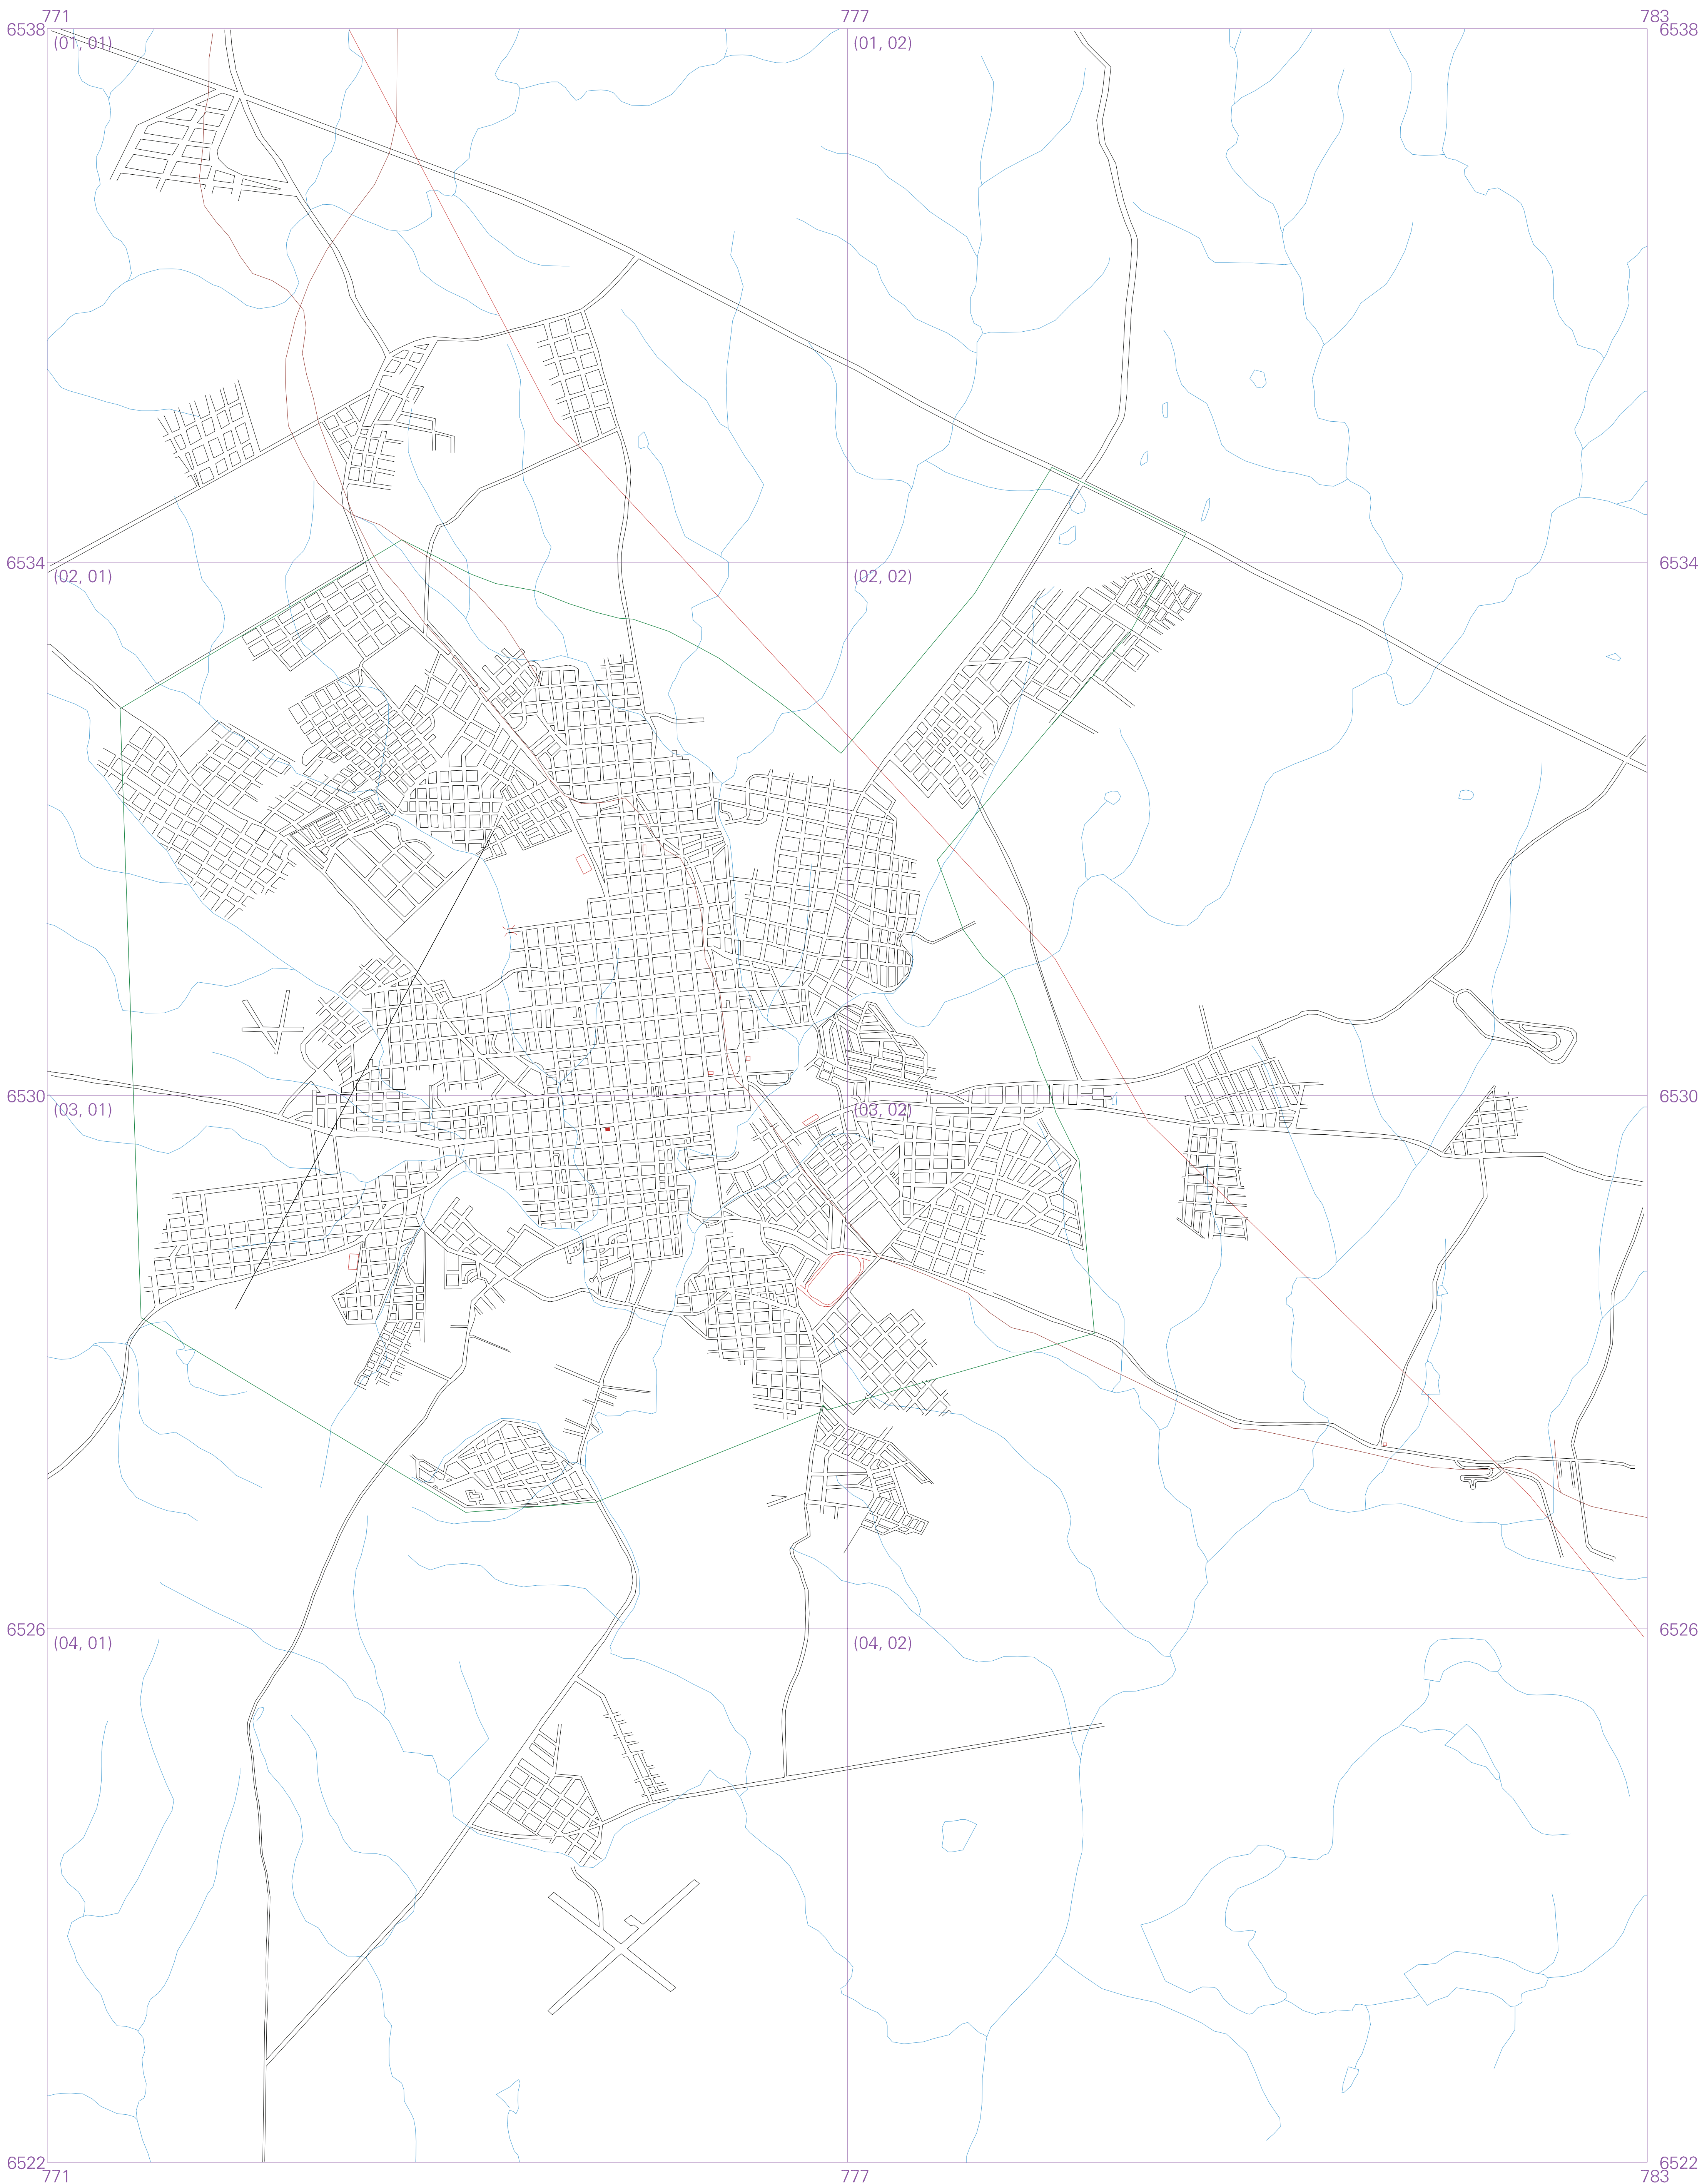 771 777 783
6538 6538
(01, 01) (01, 02)
6534 6534
(02, 01) (02, 02)
6530 6530
(03, 01) (03, 02)
6526 6526
(04, 01) (04, 02)
6522 6522
771 777 783